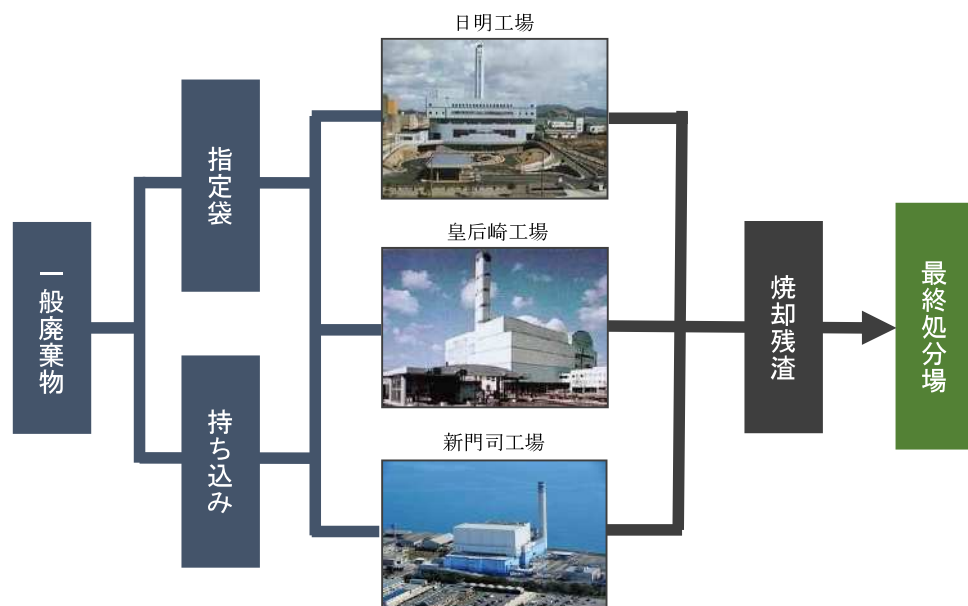 一般廃棄物
指定袋
持ち込み
日明工場
皇后崎工場
新門司工場
焼却残渣
最終処分場